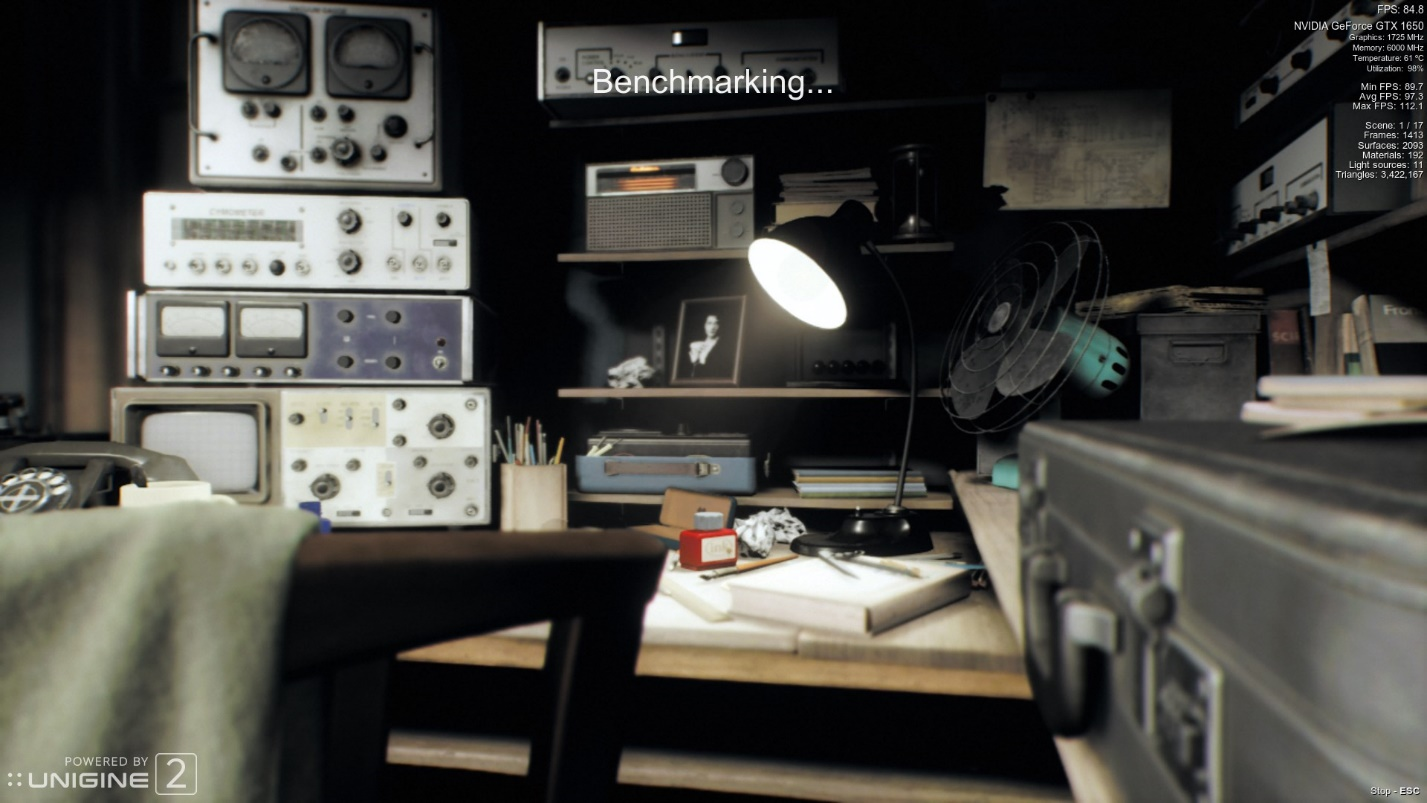 FPS: 84.8
NVIDIA GeForce GTX 1650
Graphics: 1725 MHz
Memory: 6000 MHz
Temperature: 61 °C
Utilization: 98%
Min FPS: 89.7
Avg FPS: 97.3
Max FPS: 112.1
Scene: 1 / 17
Frames: 1413
Surfaces: 2093
Materials: 192
Light sources: 11
Triangles: 3,422,167
Benchmarking...
POWERED BY
UNIGINE 2
Stop - ESC